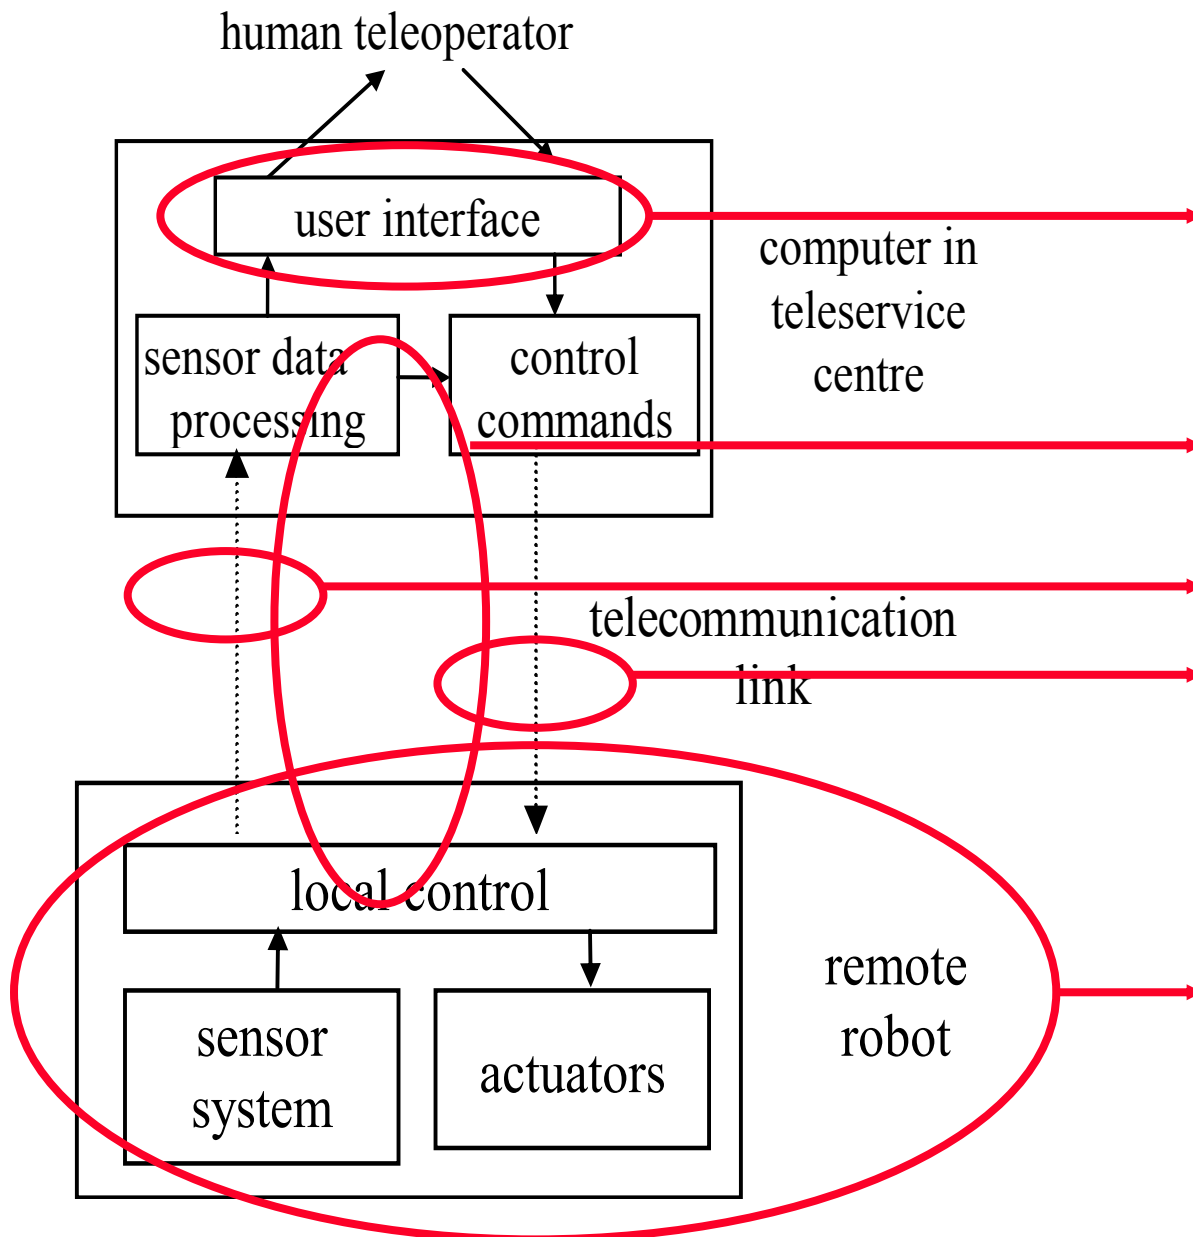 human teleoperator
user interface
computer in
teleservice
centre
sensor data
processing
control
commands
telecommunication
link
local control
remote
robot
sensor
system
actuators